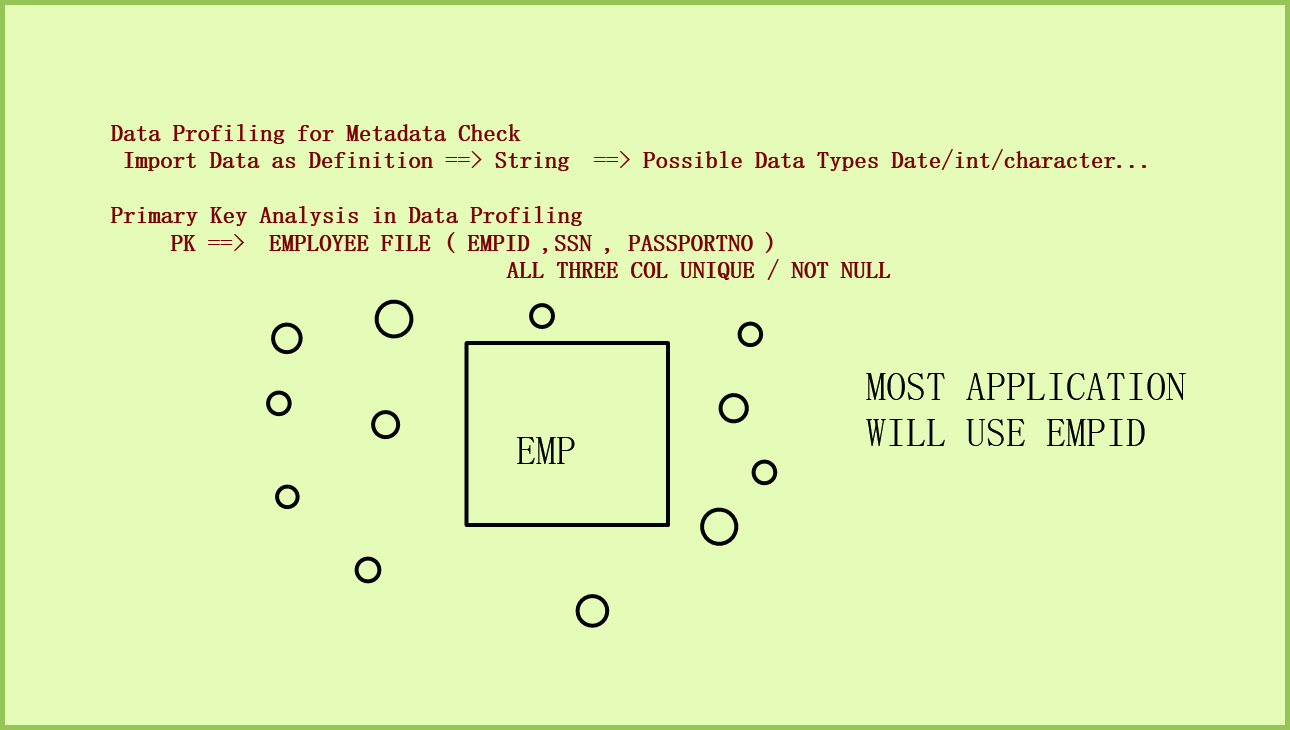 Data Profiling for Metadata Check
Import Data as Definition ==> String ==> Possible Data Types Date/int/character...
Primary Key Analysis in Data Profiling
PK ==> EMPLOYEE FILE ( EMPID ,SSN , PASSPORTNO )
ALL THREE COL UNIQUE / NOT NULL
MOST APPLICATION
WILL USE EMPID
EMP